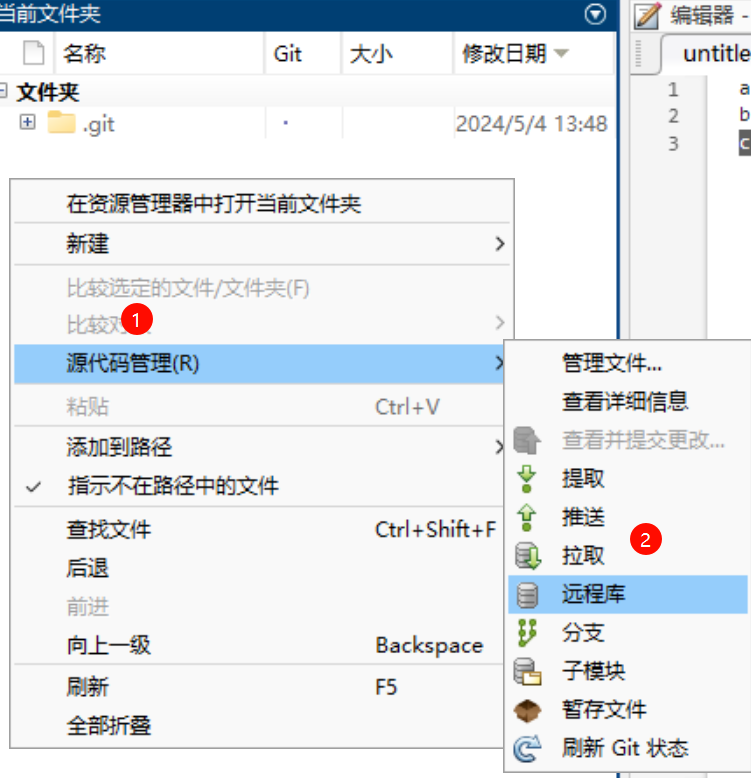 当前文件夹
编辑器 -
名称 Git 大小 修改日期
untitle
文件夹
.git 2024/5/4 13:48
1 a
2 b
3 c
在资源管理器中打开当前文件夹
新建
比较选定的文件/文件夹(F)
比较对
1
源代码管理(R)
粘贴 Ctrl+V
添加到路径
指示不在路径中的文件
查找文件 Ctrl+Shift+F
后退
前进
向上一级 Backspace
刷新 F5
全部折叠
管理文件...
查看详细信息
查看并提交更改...
提取
推送
2
拉取
远程库
分支
子模块
暂存文件
刷新 Git 状态